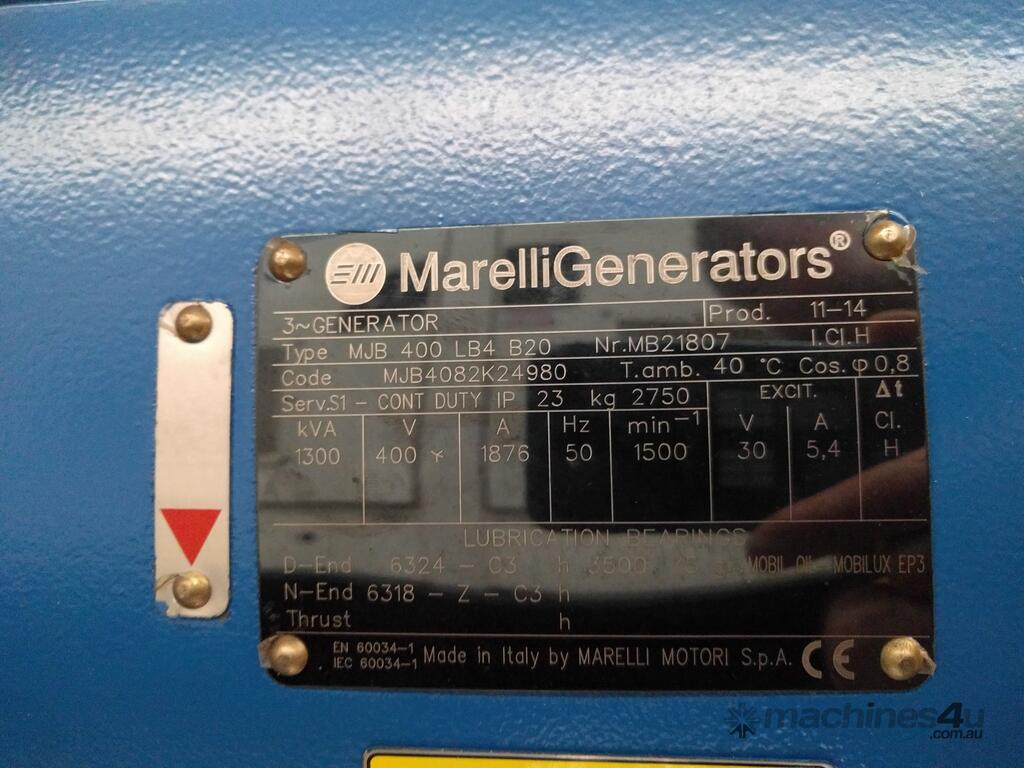 MarelliGenerators®
3~GENERATOR Prod. 11-14
Type MJB 400 LB4 B20 Nr.MB21807 I.Cl.H
Code MJB4082K24980 T.amb. 40 °C Cos. φ 0,8
Serv.S1 - CONT DUTY IP 23 kg 2750 EXCIT. Δt
kVA V A Hz min⁻¹ V A Cl.
1300 400 1876 50 1500 30 5,4 H
LUBRICATION BEARINGS
D-End 6324 - C3 h 3500 MOBIL OIL - MOBILUX EP3
N-End 6318 - Z - C3 h
Thrust h
EN 60034-1
IEC 60034-1
Made in Italy by MARELLI MOTORI S.p.A. CE
machines4u
.com.au